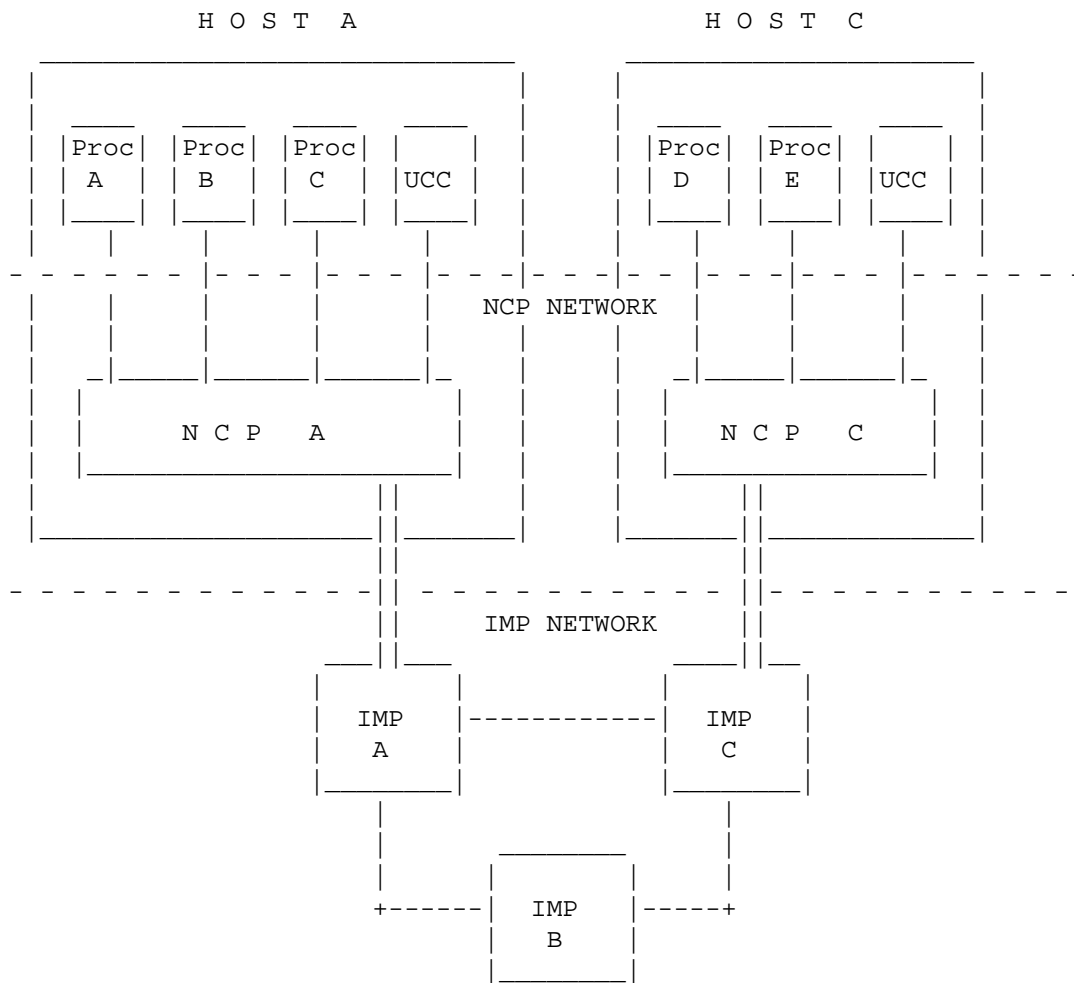 H O S T A H O S T C
Proc Proc Proc Proc Proc
A B C UCC D E UCC
NCP NETWORK
N C P A N C P C
IMP NETWORK
IMP IMP
A C
IMP
B